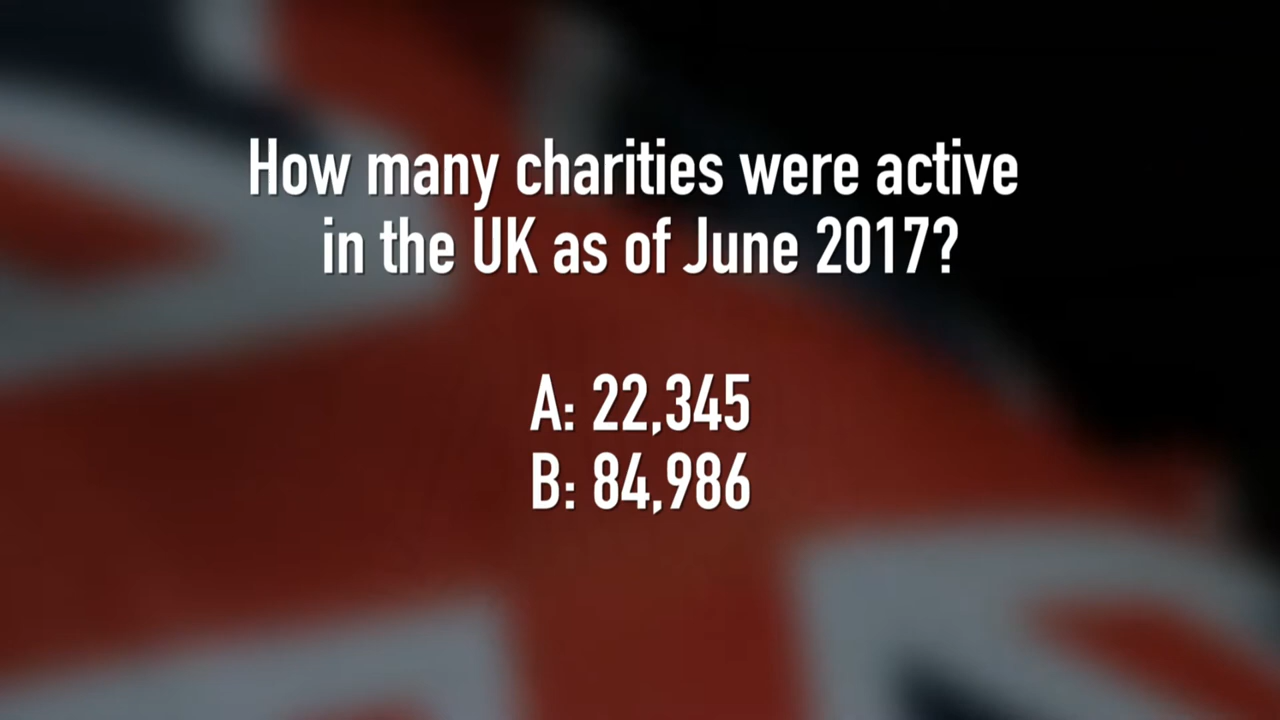 How many charities were active
in the UK as of June 2017?
A: 22,345
B: 84,986